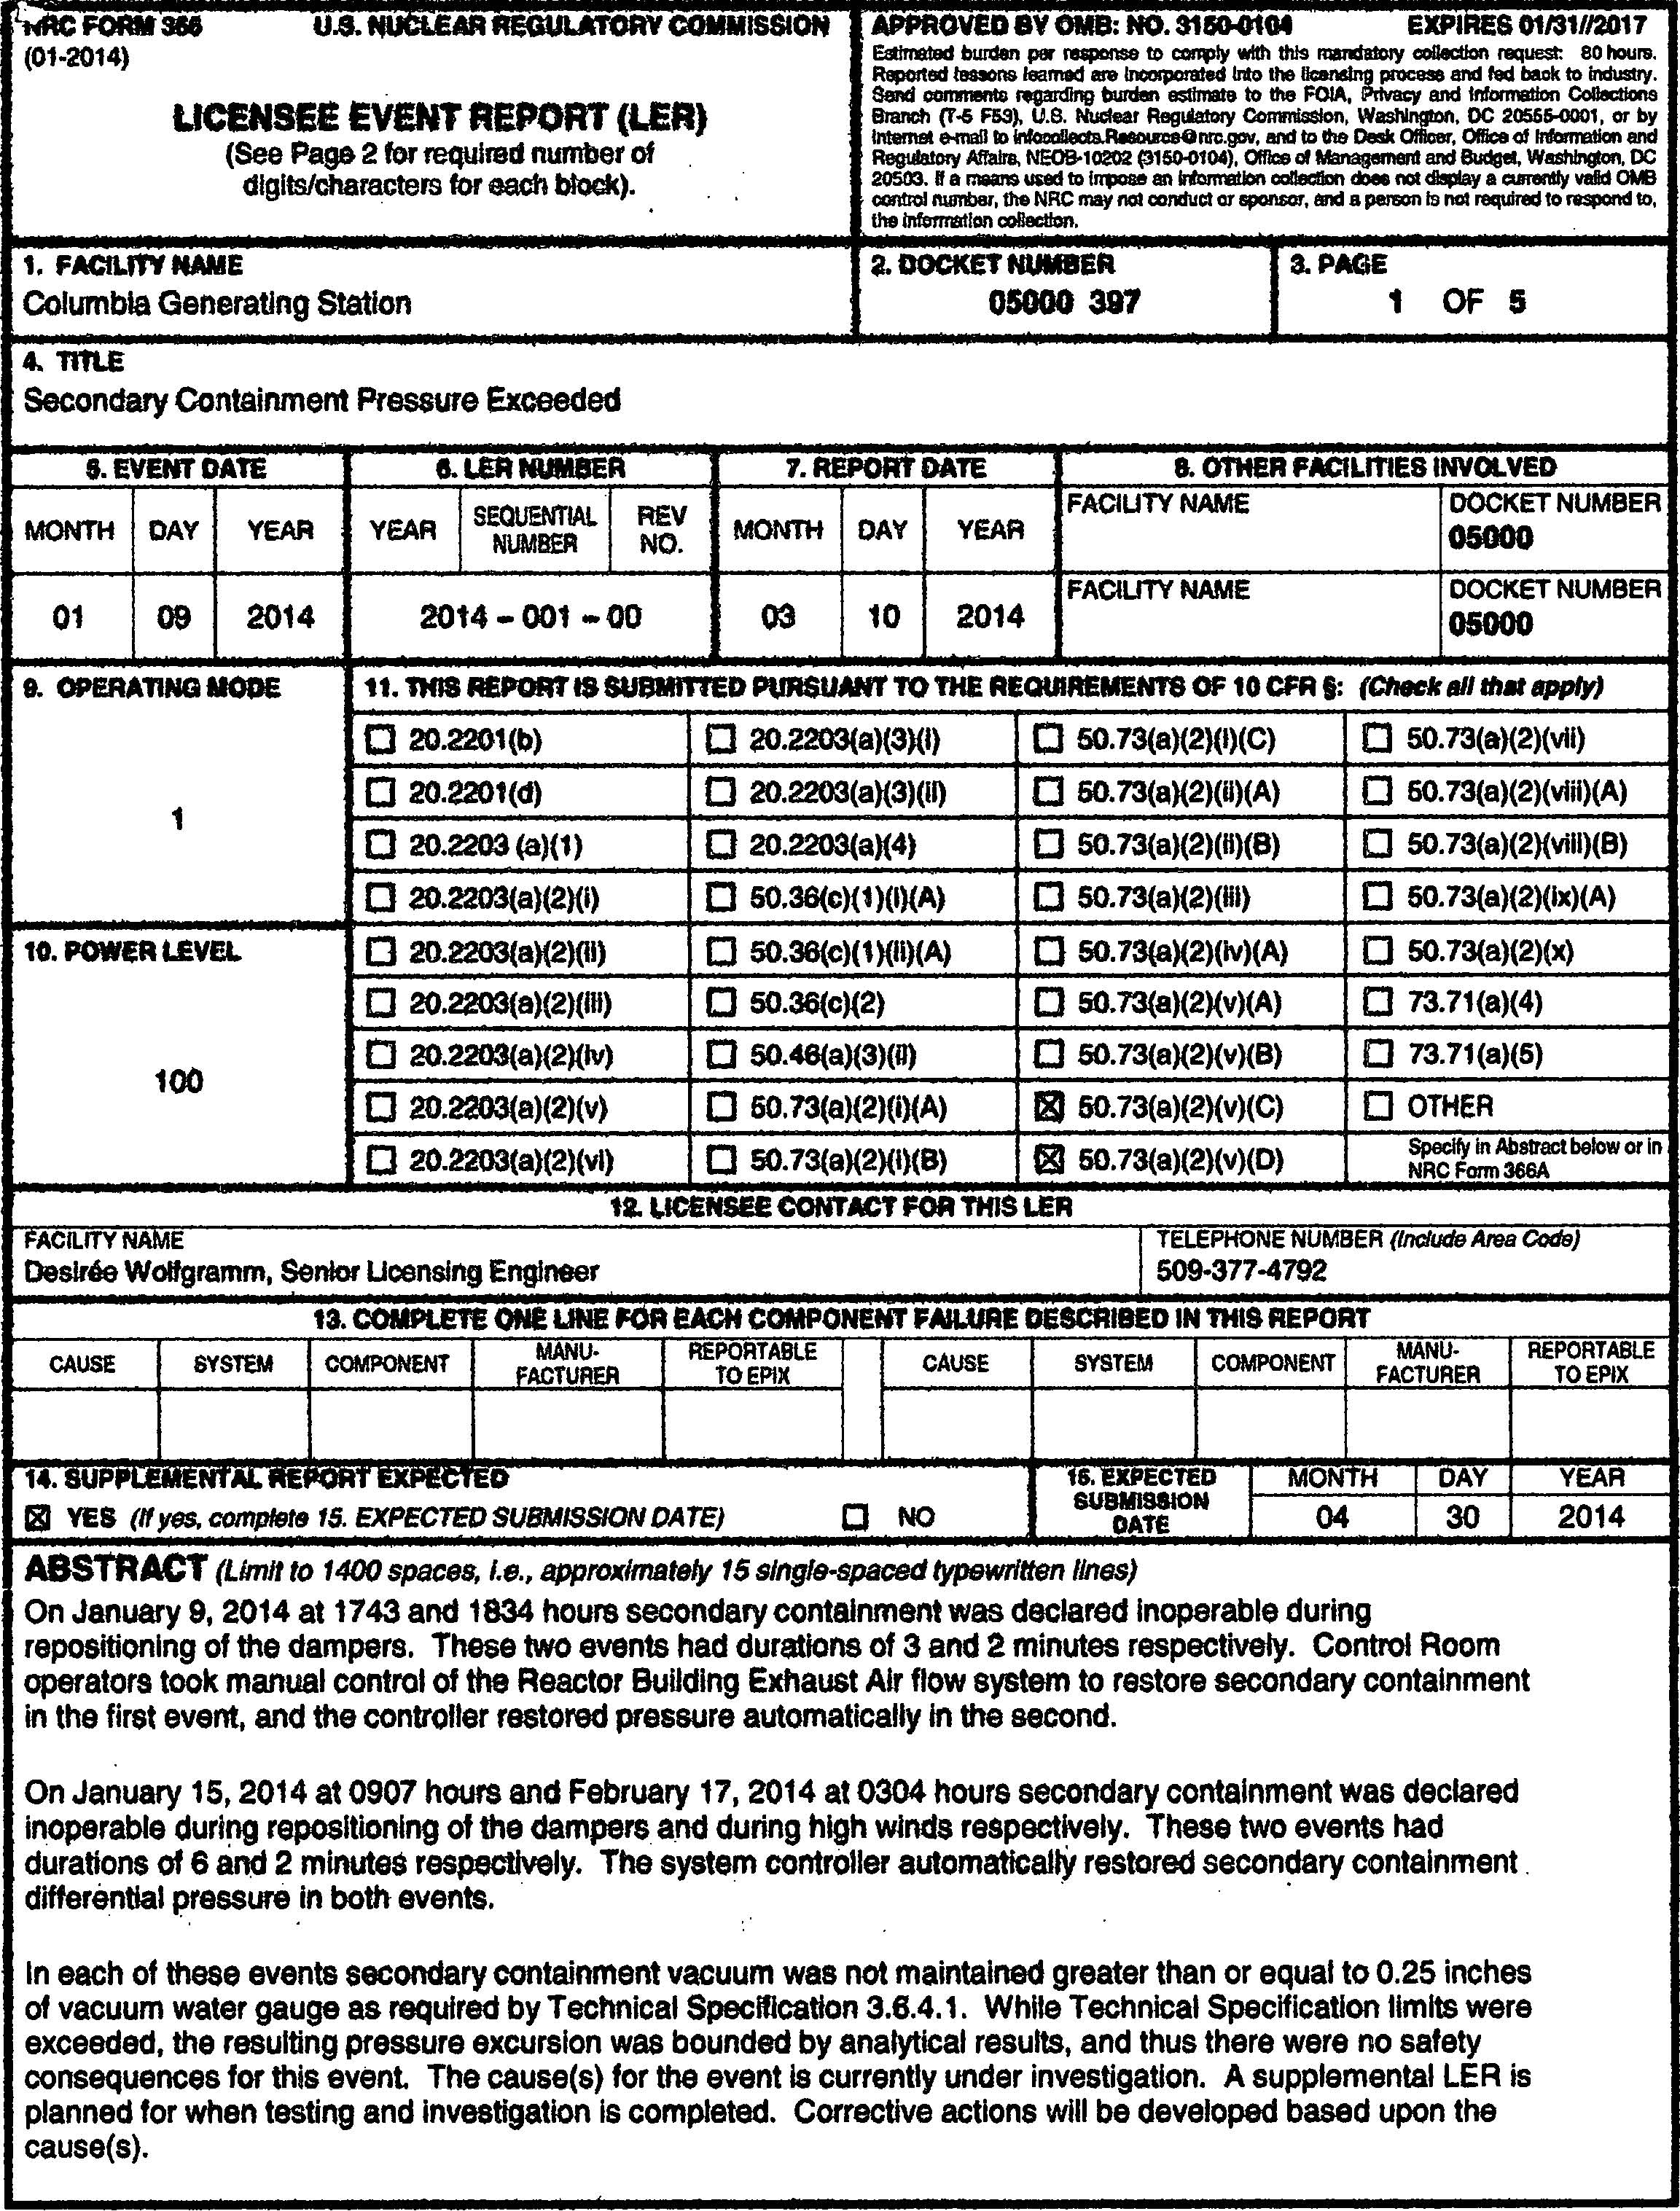 NRC FORM 366 U.S. NUCLEAR REGULATORY COMMISSION
(01-2014)
LICENSEE EVENT REPORT (LER)
(See Page 2 for required number of
digits/characters for each block).
APPROVED BY OMB: NO. 3150-0104 EXPIRES 01/31//2017
Estimated burden per response to comply with this mandatory collection request: 80 hours.
Reported lessons learned are incorporated into the licensing process and fed back to industry.
Send comments regarding burden estimate to the FOIA, Privacy and Information Collections
Branch (T-5 F53), U.S. Nuclear Regulatory Commission, Washington, DC 20555-0001, or by
internet e-mail to infocollects.Resource@nrc.gov, and to the Desk Officer, Office of Information and
Regulatory Affairs, NEOB-10202 (3150-0104), Office of Management and Budget, Washington, DC
20503. If a means used to impose an information collection does not display a currently valid OMB
control number, the NRC may not conduct or sponsor, and a person is not required to respond to,
the information collection.
1. FACILITY NAME
Columbia Generating Station
2. DOCKET NUMBER
05000 397
3. PAGE
1 OF 5
4. TITLE
Secondary Containment Pressure Exceeded
5. EVENT DATE 6. LER NUMBER 7. REPORT DATE 8. OTHER FACILITIES INVOLVED
MONTH DAY YEAR YEAR SEQUENTIAL NUMBER REV NO. MONTH DAY YEAR
FACILITY NAME DOCKET NUMBER
05000
01 09 2014 2014 - 001 - 00 03 10 2014
FACILITY NAME DOCKET NUMBER
05000
9. OPERATING MODE
1
11. THIS REPORT IS SUBMITTED PURSUANT TO THE REQUIREMENTS OF 10 CFR §: (Check all that apply)
☐ 20.2201(b) ☐ 20.2203(a)(3)(i) ☐ 50.73(a)(2)(i)(C) ☐ 50.73(a)(2)(vii)
☐ 20.2201(d) ☐ 20.2203(a)(3)(ii) ☐ 50.73(a)(2)(ii)(A) ☐ 50.73(a)(2)(viii)(A)
☐ 20.2203 (a)(1) ☐ 20.2203(a)(4) ☐ 50.73(a)(2)(ii)(B) ☐ 50.73(a)(2)(viii)(B)
☐ 20.2203(a)(2)(i) ☐ 50.36(c)(1)(i)(A) ☐ 50.73(a)(2)(iii) ☐ 50.73(a)(2)(ix)(A)
10. POWER LEVEL
100
☐ 20.2203(a)(2)(ii) ☐ 50.36(c)(1)(ii)(A) ☐ 50.73(a)(2)(iv)(A) ☐ 50.73(a)(2)(x)
☐ 20.2203(a)(2)(iii) ☐ 50.36(c)(2) ☐ 50.73(a)(2)(v)(A) ☐ 73.71(a)(4)
☐ 20.2203(a)(2)(iv) ☐ 50.46(a)(3)(ii) ☐ 50.73(a)(2)(v)(B) ☐ 73.71(a)(5)
☐ 20.2203(a)(2)(v) ☐ 50.73(a)(2)(i)(A) ☒ 50.73(a)(2)(v)(C) ☐ OTHER
☐ 20.2203(a)(2)(vi) ☐ 50.73(a)(2)(i)(B) ☒ 50.73(a)(2)(v)(D) Specify in Abstract below or in
NRC Form 366A
12. LICENSEE CONTACT FOR THIS LER
FACILITY NAME
Desirée Wolfgramm, Senior Licensing Engineer
TELEPHONE NUMBER (Include Area Code)
509-377-4792
13. COMPLETE ONE LINE FOR EACH COMPONENT FAILURE DESCRIBED IN THIS REPORT
CAUSE SYSTEM COMPONENT MANU-FACTURER REPORTABLE TO EPIX CAUSE SYSTEM COMPONENT MANU-FACTURER REPORTABLE TO EPIX
14. SUPPLEMENTAL REPORT EXPECTED
☒ YES (If yes, complete 15. EXPECTED SUBMISSION DATE) ☐ NO
15. EXPECTED
SUBMISSION
DATE
MONTH DAY YEAR
04 30 2014
ABSTRACT (Limit to 1400 spaces, i.e., approximately 15 single-spaced typewritten lines)
On January 9, 2014 at 1743 and 1834 hours secondary containment was declared inoperable during
repositioning of the dampers. These two events had durations of 3 and 2 minutes respectively. Control Room
operators took manual control of the Reactor Building Exhaust Air flow system to restore secondary containment
in the first event, and the controller restored pressure automatically in the second.
On January 15, 2014 at 0907 hours and February 17, 2014 at 0304 hours secondary containment was declared
inoperable during repositioning of the dampers and during high winds respectively. These two events had
durations of 6 and 2 minutes respectively. The system controller automatically restored secondary containment
differential pressure in both events.
In each of these events secondary containment vacuum was not maintained greater than or equal to 0.25 inches
of vacuum water gauge as required by Technical Specification 3.6.4.1. While Technical Specification limits were
exceeded, the resulting pressure excursion was bounded by analytical results, and thus there were no safety
consequences for this event. The cause(s) for the event is currently under investigation. A supplemental LER is
planned for when testing and investigation is completed. Corrective actions will be developed based upon the
cause(s).